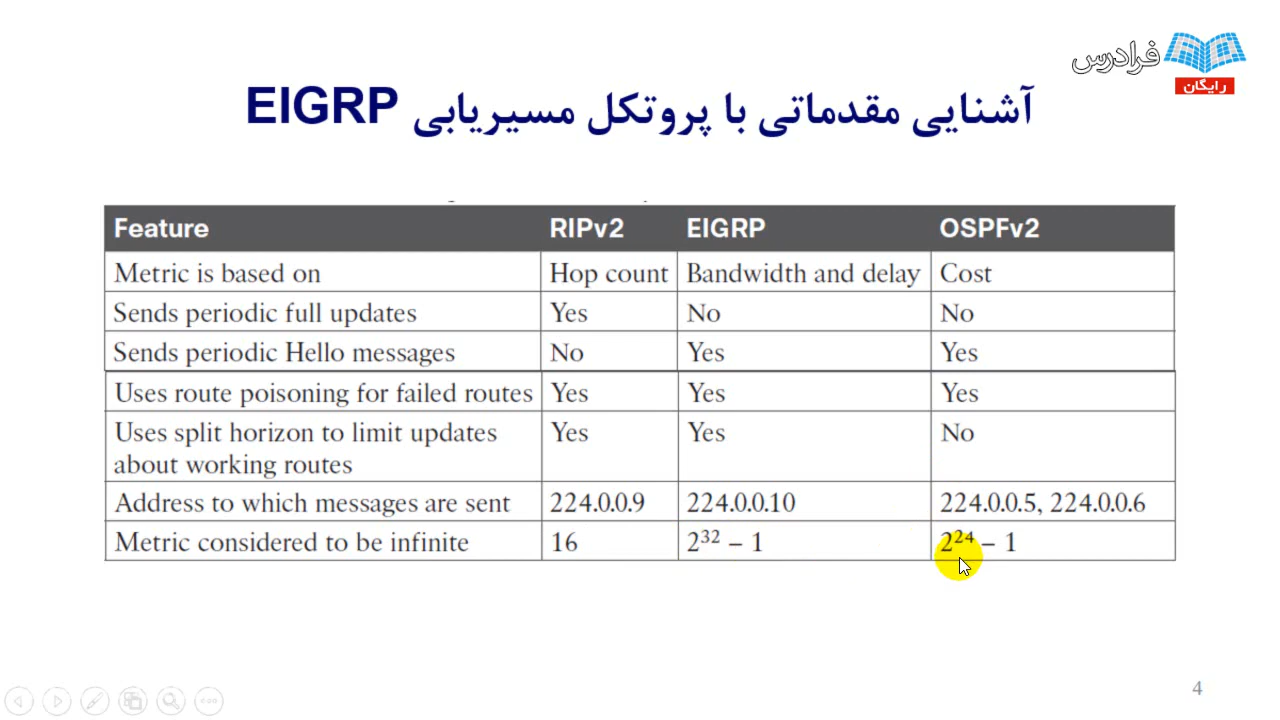 فرادرس
رایگان
آشنایی مقدماتی با پروتکل مسیریابی EIGRP
Feature RIPv2 EIGRP OSPFv2
Metric is based on Hop count Bandwidth and delay Cost
Sends periodic full updates Yes No No
Sends periodic Hello messages No Yes Yes
Uses route poisoning for failed routes Yes Yes Yes
Uses split horizon to limit updates Yes Yes No
about working routes
Address to which messages are sent 224.0.0.9 224.0.0.10 224.0.0.5, 224.0.0.6
Metric considered to be infinite 16 2³² – 1 2²⁴ – 1
4